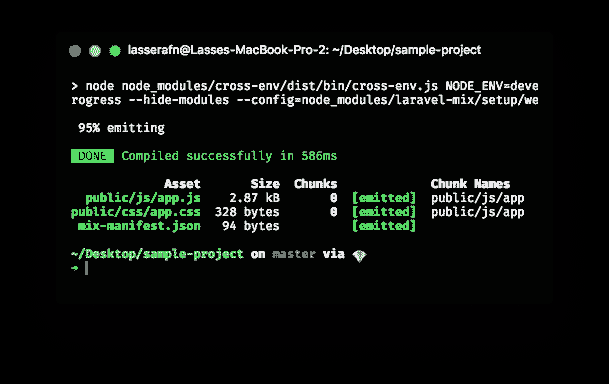 lasserafn@Lasses-MacBook-Pro-2: ~/Desktop/sample-project
> node node_modules/cross-env/dist/bin/cross-env.js NODE_ENV=deve
rogress --hide-modules --config=node_modules/laravel-mix/setup/we
95% emitting
DONE Compiled successfully in 586ms
Asset Size Chunks Chunk Names
public/js/app.js 2.87 kB 0 [emitted] public/js/app
public/css/app.css 328 bytes 0 [emitted] public/js/app
mix-manifest.json 94 bytes [emitted]
~/Desktop/sample-project on master via 💎
➜